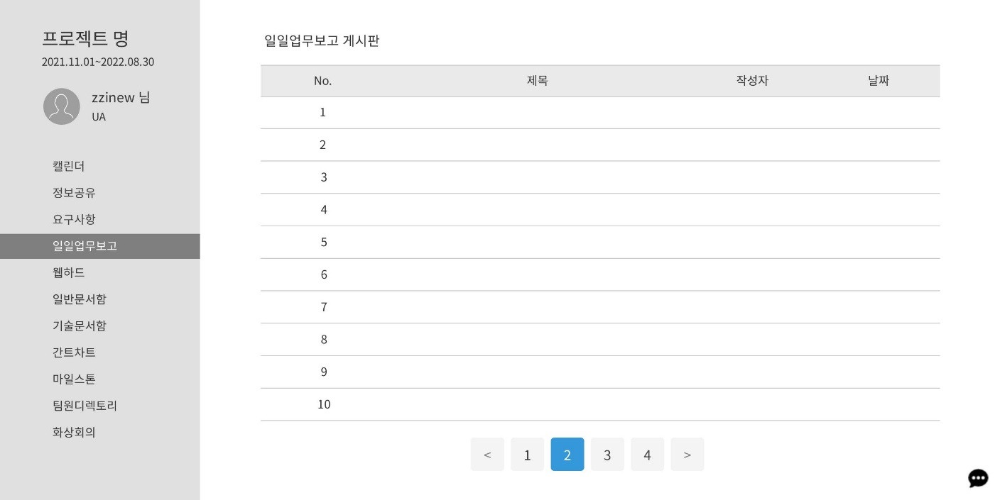 프로젝트 명
2021.11.01~2022.08.30
zzinew 님
UA
캘린더
정보공유
요구사항
일일업무보고
웹하드
일반문서함
기술문서함
간트차트
마일스톤
팀원디렉토리
화상회의
일일업무보고 게시판
No. 제목 작성자 날짜
1
2
3
4
5
6
7
8
9
10
< 1 2 3 4 >